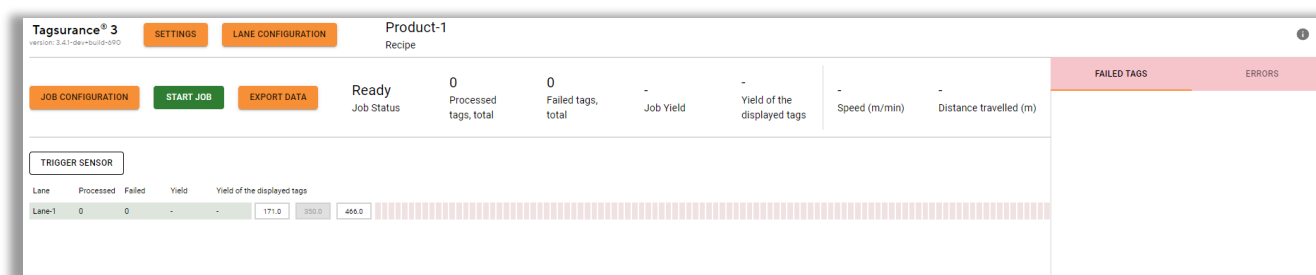 Tagsurance® 3
version: 3.4.1-dev+build-690
SETTINGS
LANE CONFIGURATION
Product-1
Recipe
JOB CONFIGURATION
START JOB
EXPORT DATA
Ready
Job Status
0
Processed
tags, total
0
Failed tags,
total
-
Job Yield
-
Yield of the
displayed tags
-
Speed (m/min)
-
Distance travelled (m)
FAILED TAGS
ERRORS
TRIGGER SENSOR
Lane Processed Failed Yield Yield of the displayed tags
Lane-1 0 0 - - 171.0 350.0 466.0